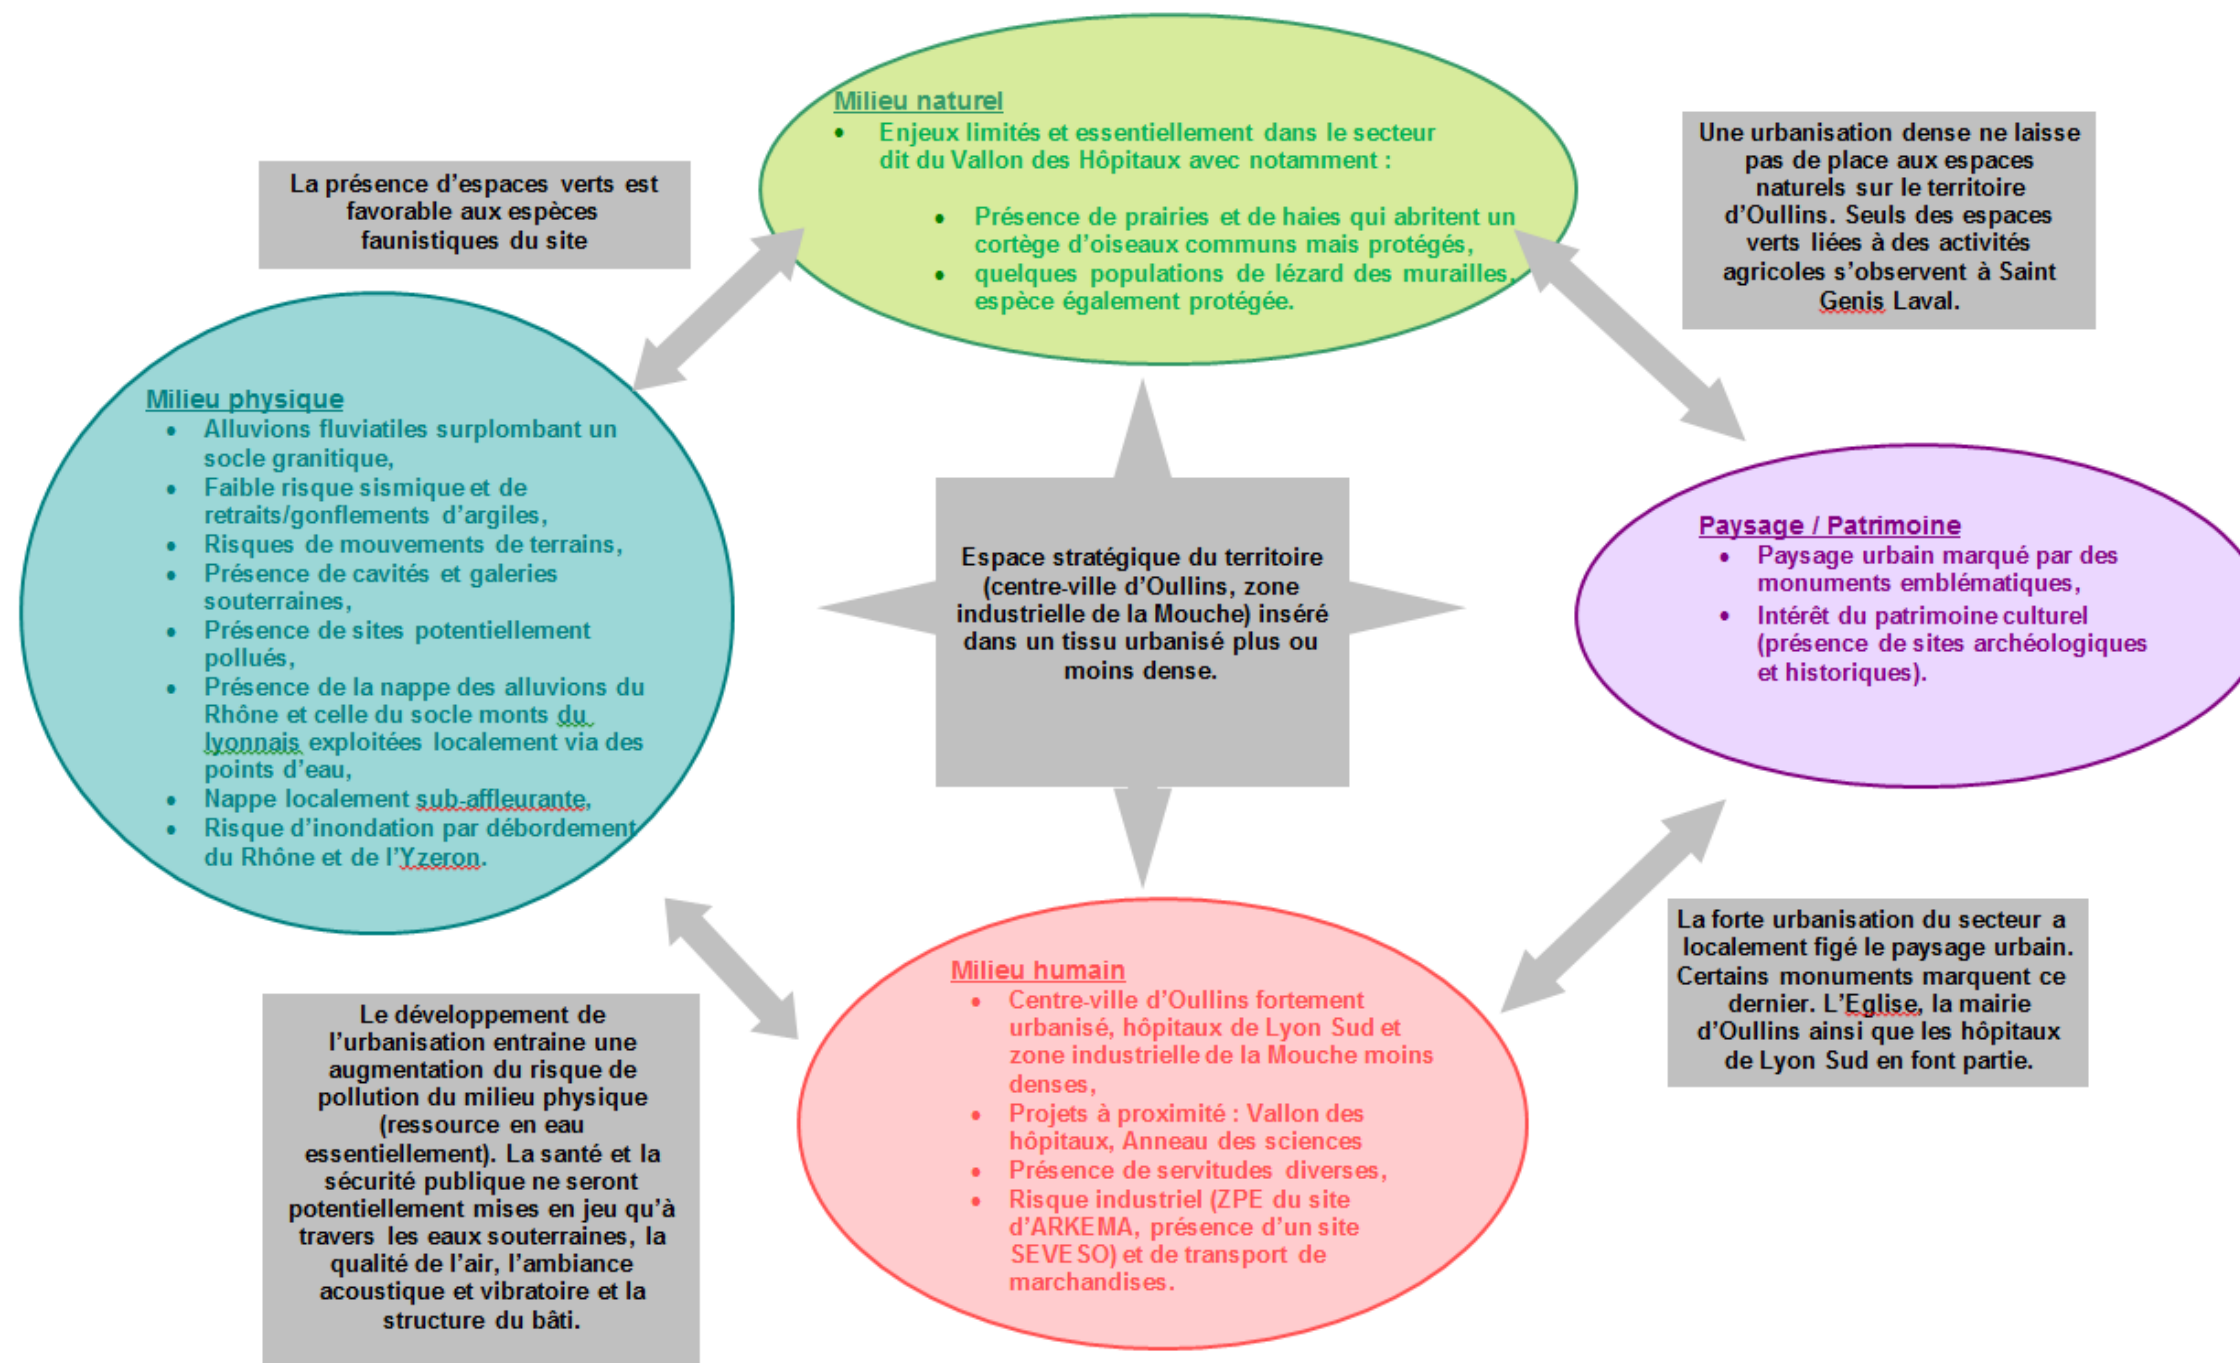 Milieu naturel
• Enjeux limités et essentiellement dans le secteur
dit du Vallon des Hôpitaux avec notamment :
• Présence de prairies et de haies qui abritent un
cortège d'oiseaux communs mais protégés,
• quelques populations de lézard des murailles,
espèce également protégée.
La présence d'espaces verts est
favorable aux espèces
faunistiques du site
Une urbanisation dense ne laisse
pas de place aux espaces
naturels sur le territoire
d'Oullins. Seuls des espaces
verts liées à des activités
agricoles s'observent à Saint
Genis Laval.
Milieu physique
• Alluvions fluviatiles surplombant un
socle granitique,
• Faible risque sismique et de
retraits/gonflements d'argiles,
• Risques de mouvements de terrains,
• Présence de cavités et galeries
souterraines,
• Présence de sites potentiellement
pollués,
• Présence de la nappe des alluvions du
Rhône et celle du socle monts du
lyonnais exploitées localement via des
points d'eau,
• Nappe localement sub-affleurante,
• Risque d'inondation par débordement
du Rhône et de l'Yzeron.
Espace stratégique du territoire
(centre-ville d'Oullins, zone
industrielle de la Mouche) inséré
dans un tissu urbanisé plus ou
moins dense.
Paysage / Patrimoine
• Paysage urbain marqué par des
monuments emblématiques,
• Intérêt du patrimoine culturel
(présence de sites archéologiques
et historiques).
Le développement de
l'urbanisation entraine une
augmentation du risque de
pollution du milieu physique
(ressource en eau
essentiellement). La santé et la
sécurité publique ne seront
potentiellement mises en jeu qu'à
travers les eaux souterraines, la
qualité de l'air, l'ambiance
acoustique et vibratoire et la
structure du bâti.
Milieu humain
• Centre-ville d'Oullins fortement
urbanisé, hôpitaux de Lyon Sud et
zone industrielle de la Mouche moins
denses,
• Projets à proximité : Vallon des
hôpitaux, Anneau des sciences
• Présence de servitudes diverses,
• Risque industriel (ZPE du site
d'ARKEMA, présence d'un site
SEVESO) et de transport de
marchandises.
La forte urbanisation du secteur a
localement figé le paysage urbain.
Certains monuments marquent ce
dernier. L'Eglise, la mairie
d'Oullins ainsi que les hôpitaux
de Lyon Sud en font partie.